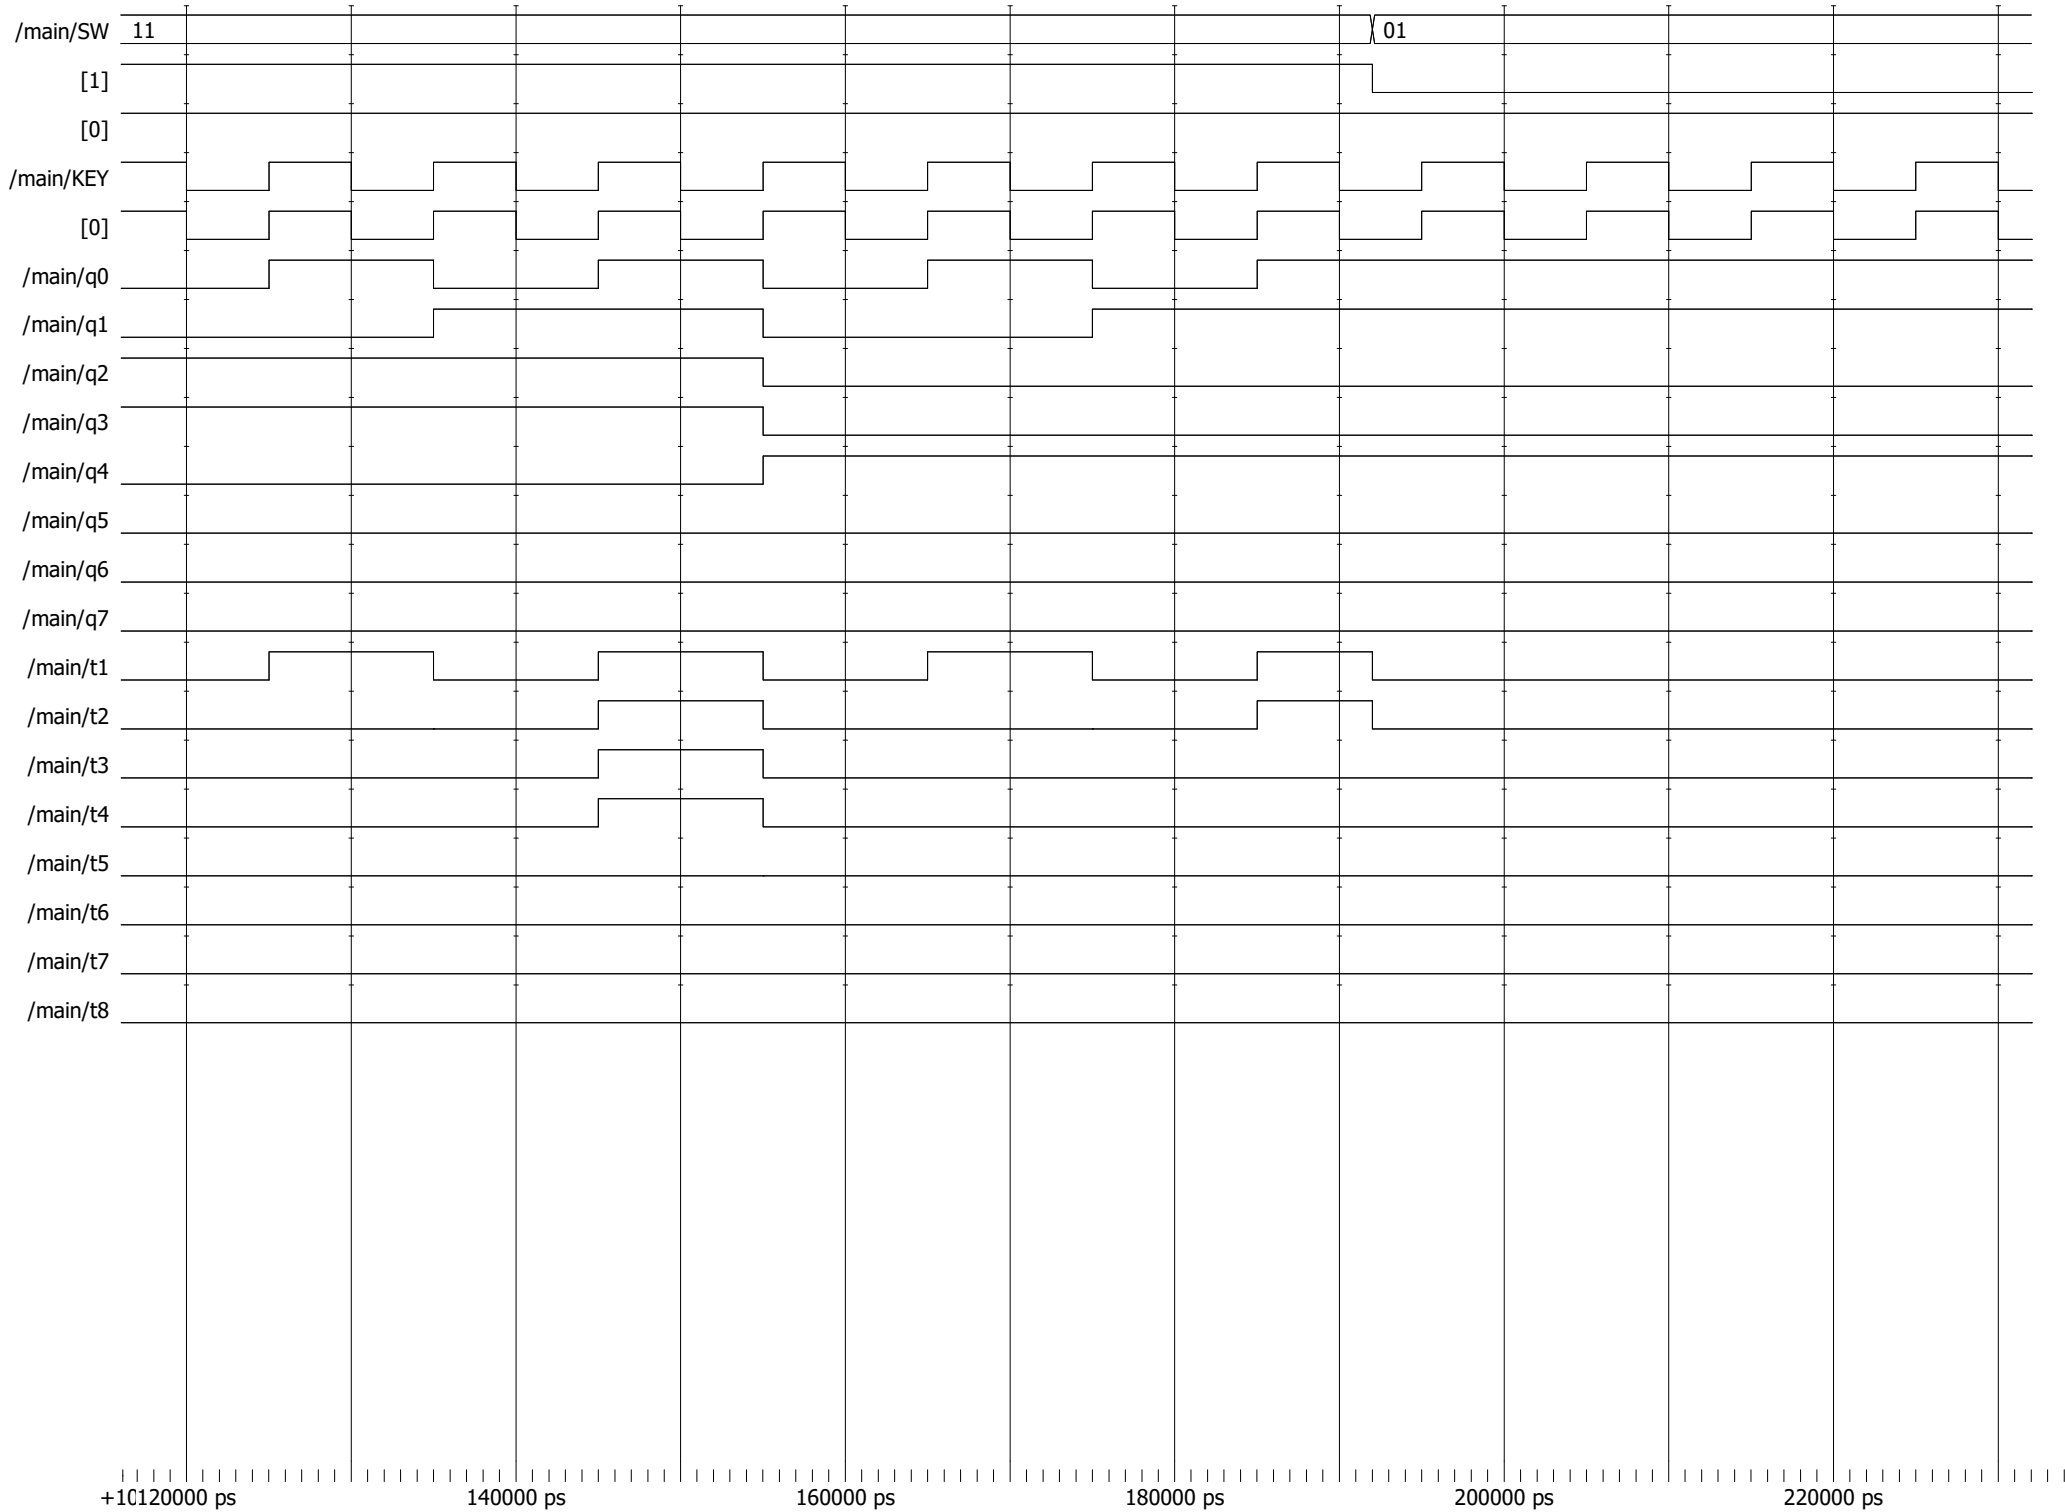 /main/SW 11 01
[1]
[0]
/main/KEY
[0]
/main/q0
/main/q1
/main/q2
/main/q3
/main/q4
/main/q5
/main/q6
/main/q7
/main/t1
/main/t2
/main/t3
/main/t4
/main/t5
/main/t6
/main/t7
/main/t8
120000 ps 140000 ps 160000 ps 180000 ps 200000 ps 220000 ps